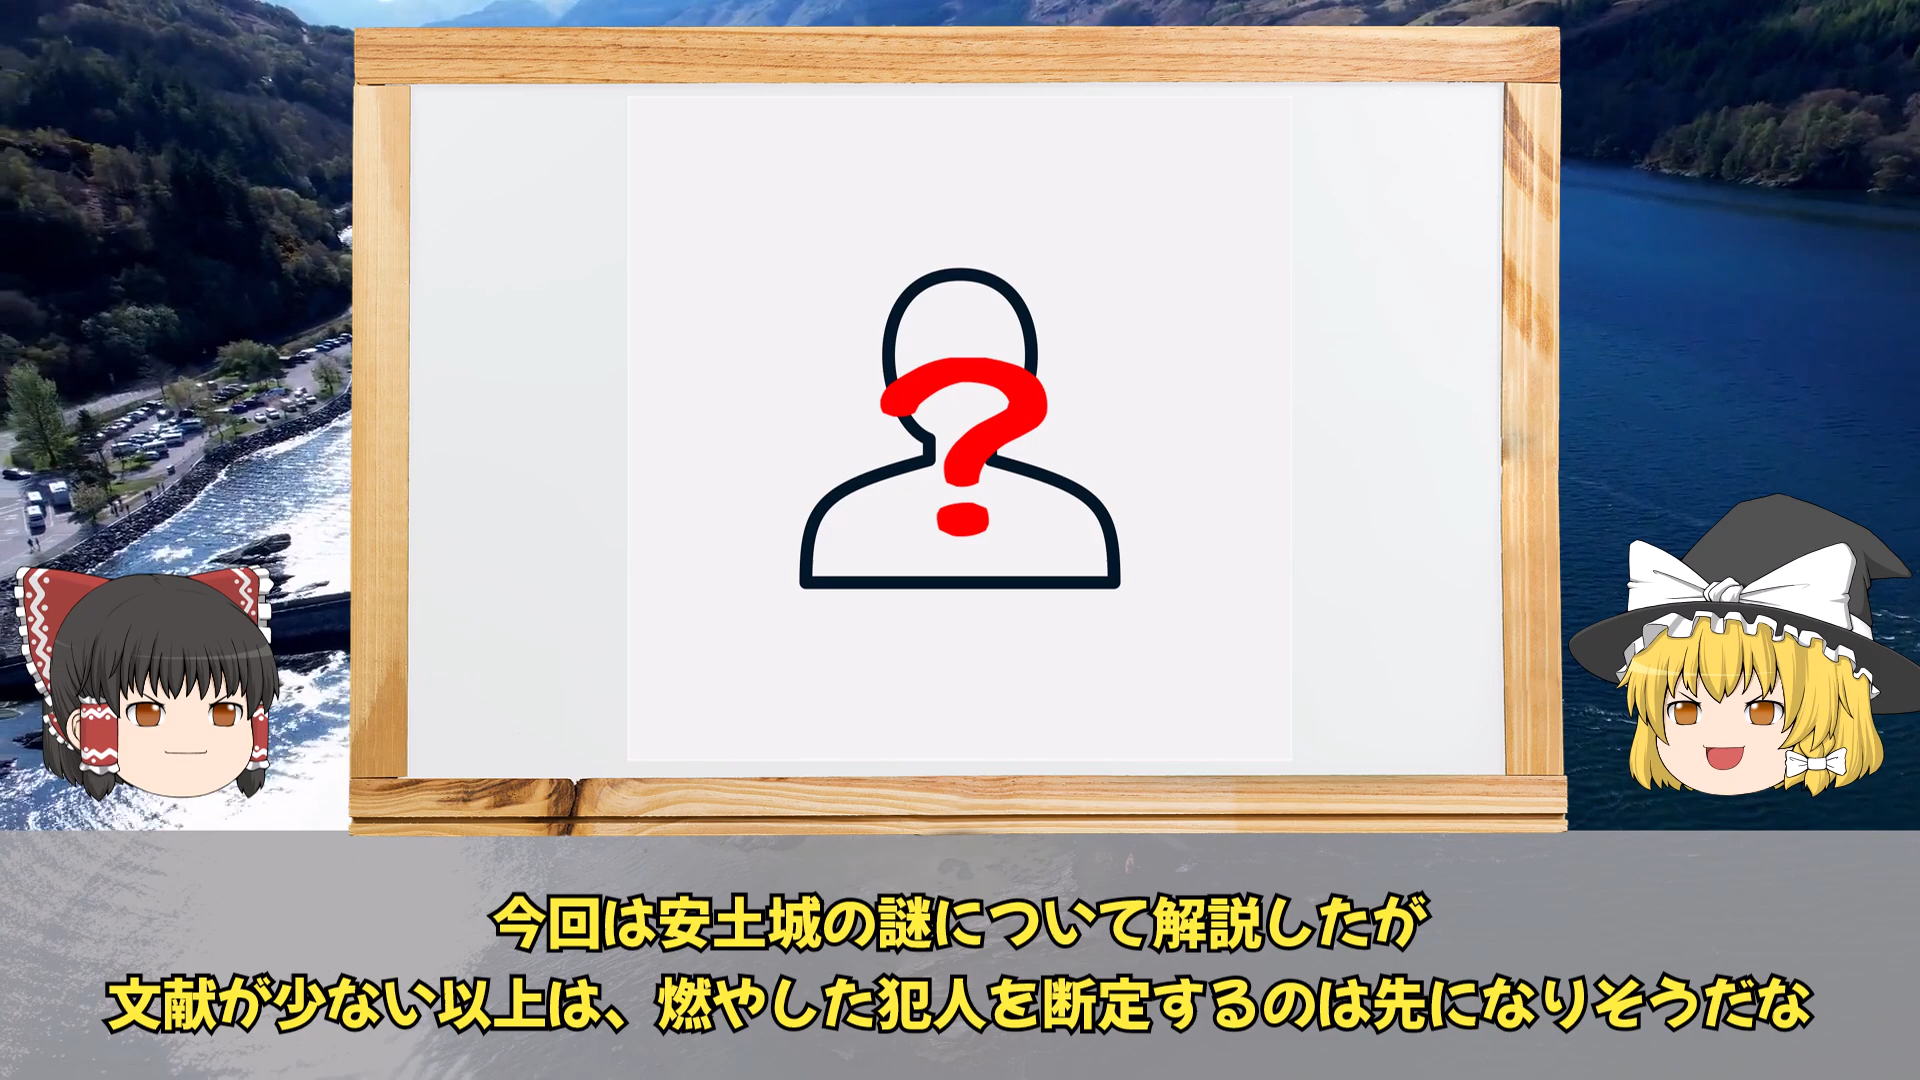 ?
今回は安土城の謎について解説したが
文献が少ない以上は、燃やした犯人を断定するのは先になりそうだな